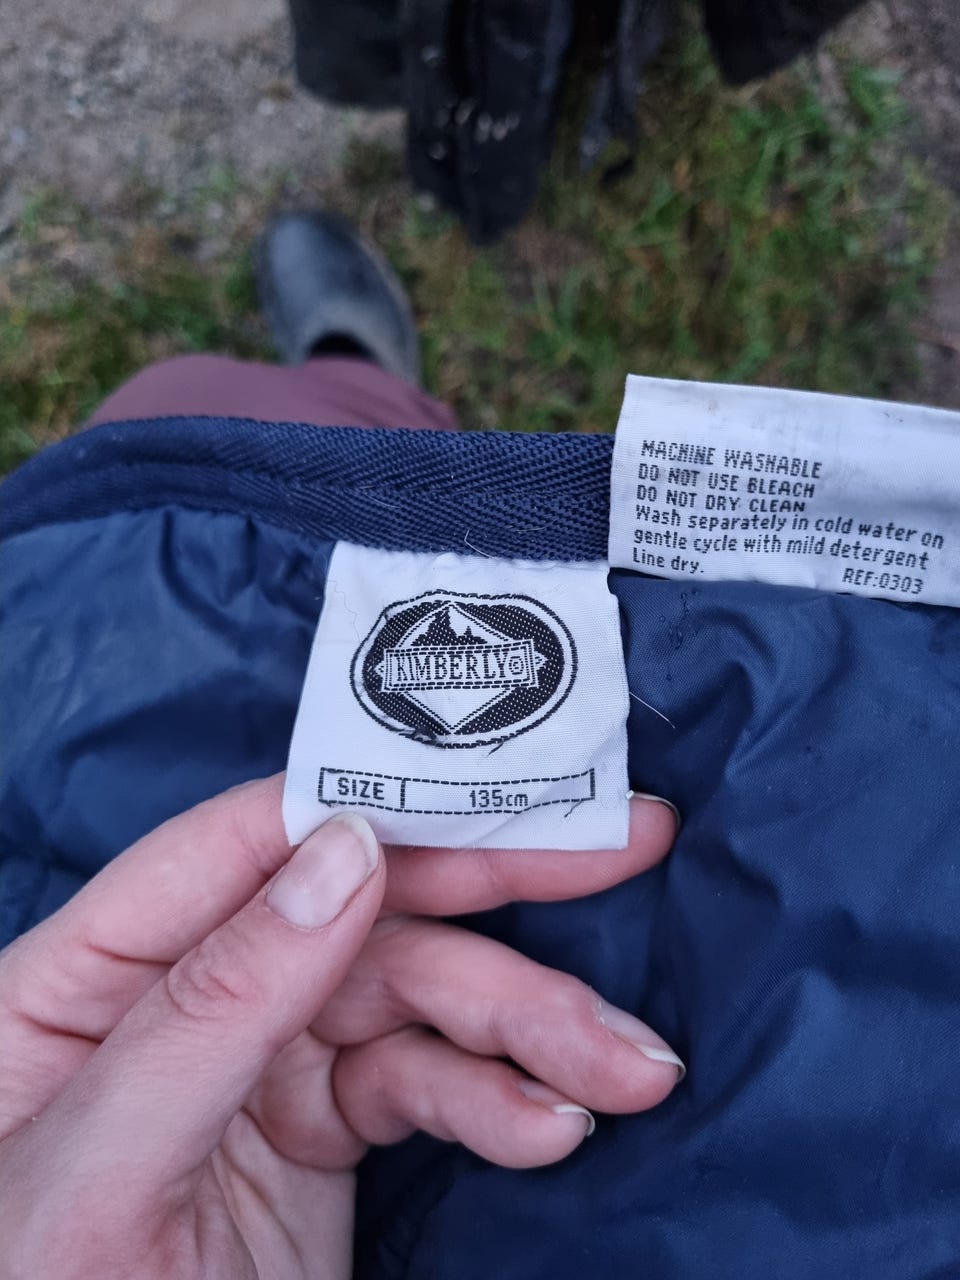 MACHINE WASHABLE
DO NOT USE BLEACH
DO NOT DRY CLEAN
Wash separately in cold water on
gentle cycle with mild detergent
Line dry.
REF:0303
KIMBERLY©
SIZE 135cm